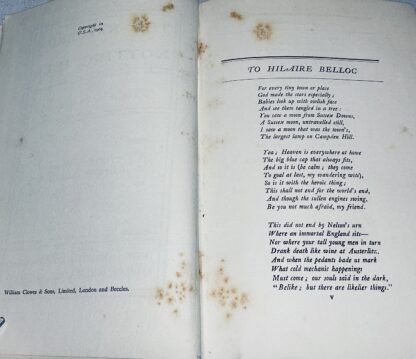 Copyright in
U.S.A., 1904.
William Clowes & Sons, Limited, London and Beccles.
TO HILAIRE BELLOC
For every tiny town or place
God made the stars especially;
Babies look up with owlish face
And see them tangled in a tree:
You saw a moon from Sussex Downs,
A Sussex moon, untravelled still,
I saw a moon that was the town's,
The largest lamp on Campden Hill.
Yea; Heaven is everywhere at home
The big blue cap that always fits,
And so it is (be calm; they come
To goal at last, my wandering wits),
So is it with the heroic thing;
This shall not end for the world's end,
And though the sullen engines swing,
Be you not much afraid, my friend.
This did not end by Nelson's urn
Where an immortal England sits—
Nor where your tall young men in turn
Drank death like wine at Austerlitz.
And when the pedants bade us mark
What cold mechanic happenings
Must come; our souls said in the dark,
"Belike; but there are likelier things."
v